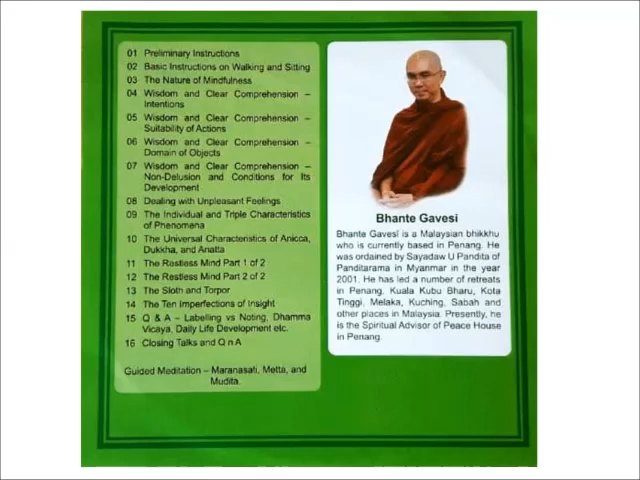 01 Preliminary Instructions
02 Basic Instructions on Walking and Sitting
03 The Nature of Mindfulness
04 Wisdom and Clear Comprehension –
Intentions
05 Wisdom and Clear Comprehension –
Suitability of Actions
06 Wisdom and Clear Comprehension –
Domain of Objects
07 Wisdom and Clear Comprehension –
Non-Delusion and Conditions for Its
Development
08 Dealing with Unpleasant Feelings
09 The Individual and Triple Characteristics
of Phenomena
10 The Universal Characteristics of Anicca,
Dukkha, and Anatta
11 The Restless Mind Part 1 of 2
12 The Restless Mind Part 2 of 2
13 The Sloth and Torpor
14 The Ten Imperfections of Insight
15 Q & A – Labelling vs Noting, Dhamma
Vicaya, Daily Life Development etc.
16 Closing Talks and Q n A
Guided Meditation – Maranasati, Metta, and
Mudita.
Bhante Gavesi
Bhante Gavesī is a Malaysian bhikkhu
who is currently based in Penang. He
was ordained by Sayadaw U Pandita of
Panditarama in Myanmar in the year
2001. He has led a number of retreats
in Penang, Kuala Kubu Bharu, Kota
Tinggi, Melaka, Kuching, Sabah and
other places in Malaysia. Presently, he
is the Spiritual Advisor of Peace House
in Penang.